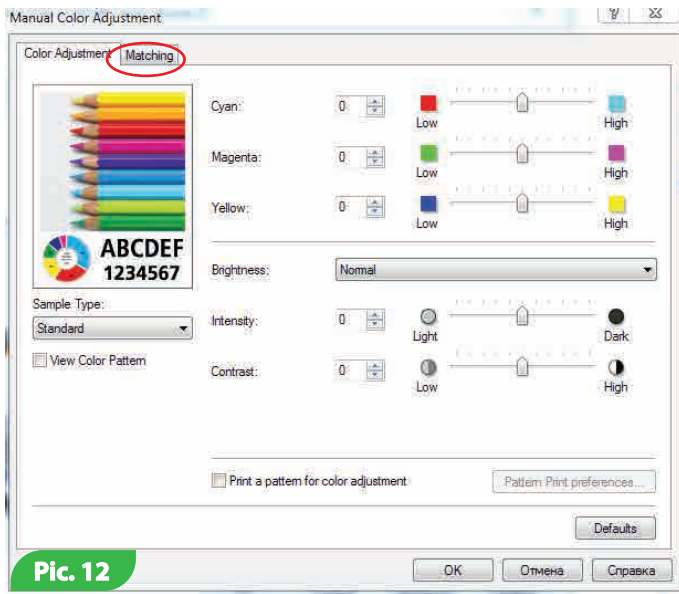 Manual Color Adjustment
Color Adjustment Matching
Cyan: 0 Low High
Magenta: 0 Low High
Yellow: 0 Low High
ABCDEF
1234567
Brightness: Normal
Sample Type:
Standard
Intensity: 0 Light Dark
View Color Pattern
Contrast: 0 Low High
Print a pattern for color adjustment Pattern Print preferences...
Defaults
OK Отмена Справка
Pic. 12